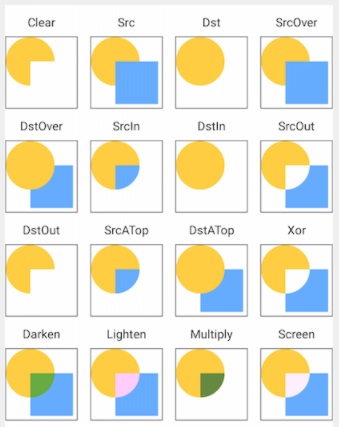 Clear Src Dst SrcOver
DstOver SrcIn DstIn SrcOut
DstOut SrcATop DstATop Xor
Darken Lighten Multiply Screen